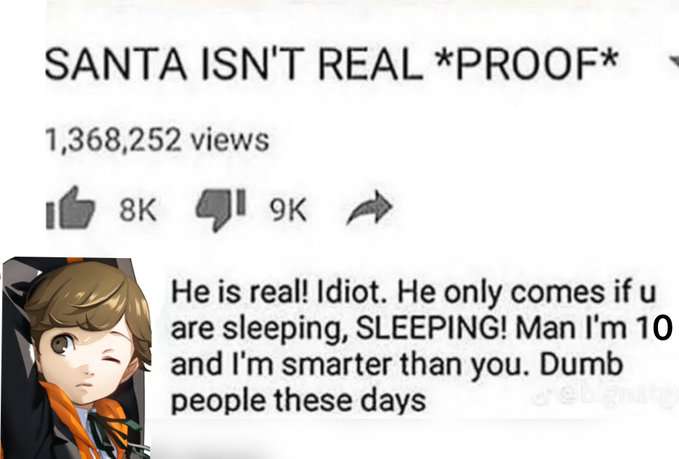 SANTA ISN'T REAL *PROOF*
1,368,252 views
8K 9K
He is real! Idiot. He only comes if u
are sleeping, SLEEPING! Man I'm 10
and I'm smarter than you. Dumb
people these days